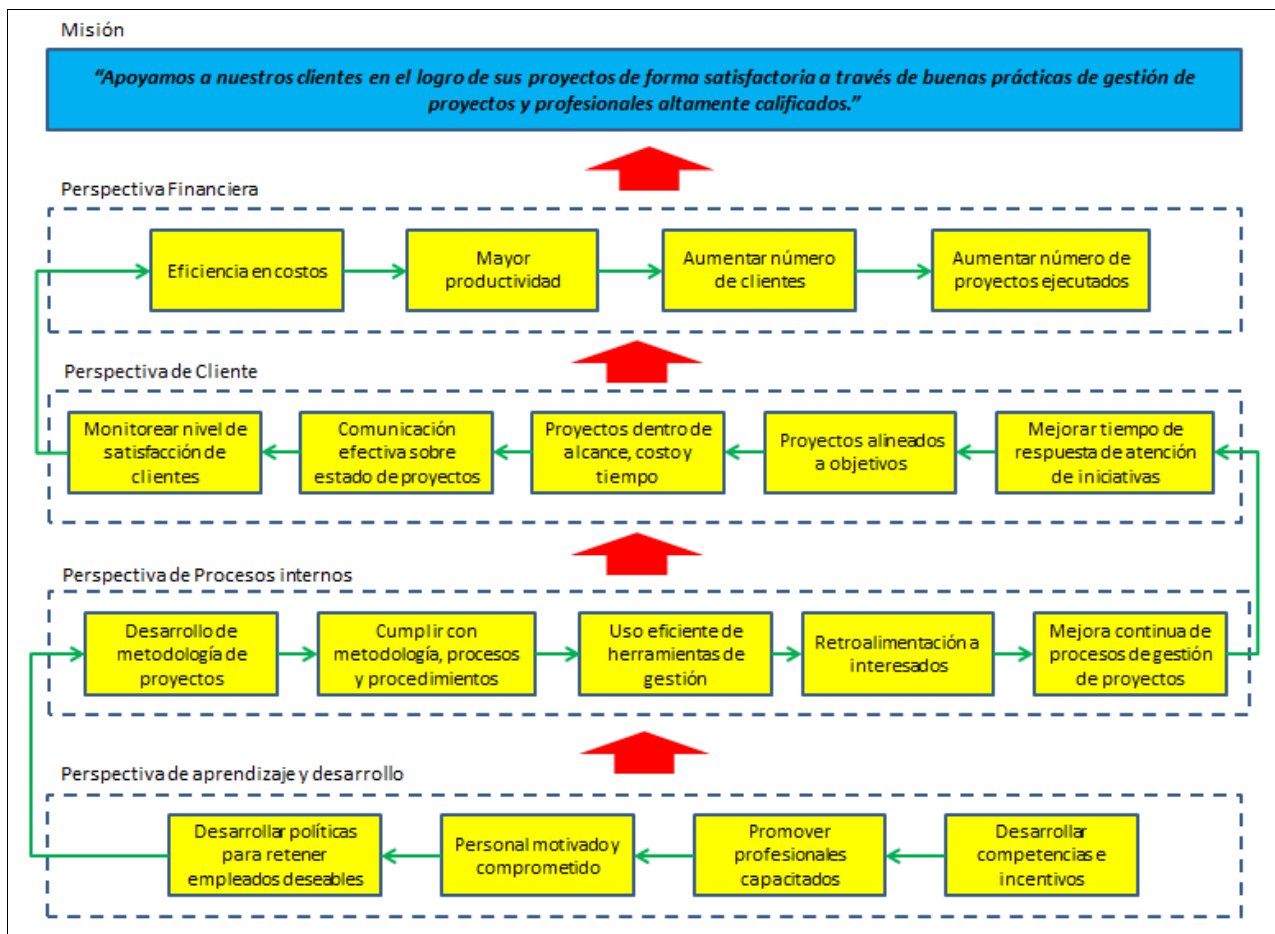 Misión
“Apoyamos a nuestros clientes en el logro de sus proyectos de forma satisfactoria a través de buenas prácticas de gestión de
proyectos y profesionales altamente calificados.”
Perspectiva Financiera
Eficiencia en costos
Mayor
productividad
Aumentar número
de clientes
Aumentar número de
proyectos ejecutados
Perspectiva de Cliente
Monitorear nivel de
satisfacción de
clientes
Comunicación
efectiva sobre
estado de proyectos
Proyectos dentro de
alcance, costo y
tiempo
Proyectos alineados
a objetivos
Mejorar tiempo de
respuesta de atención
de iniciativas
Perspectiva de Procesos internos
Desarrollo de
metodología de
proyectos
Cumplir con
metodología, procesos
y procedimientos
Uso eficiente de
herramientas de
gestión
Retroalimentación a
interesados
Mejora continua de
procesos de gestión
de proyectos
Perspectiva de aprendizaje y desarrollo
Desarrollar políticas
para retener
empleados deseables
Personal motivado y
comprometido
Promover
profesionales
capacitados
Desarrollar
competencias e
incentivos